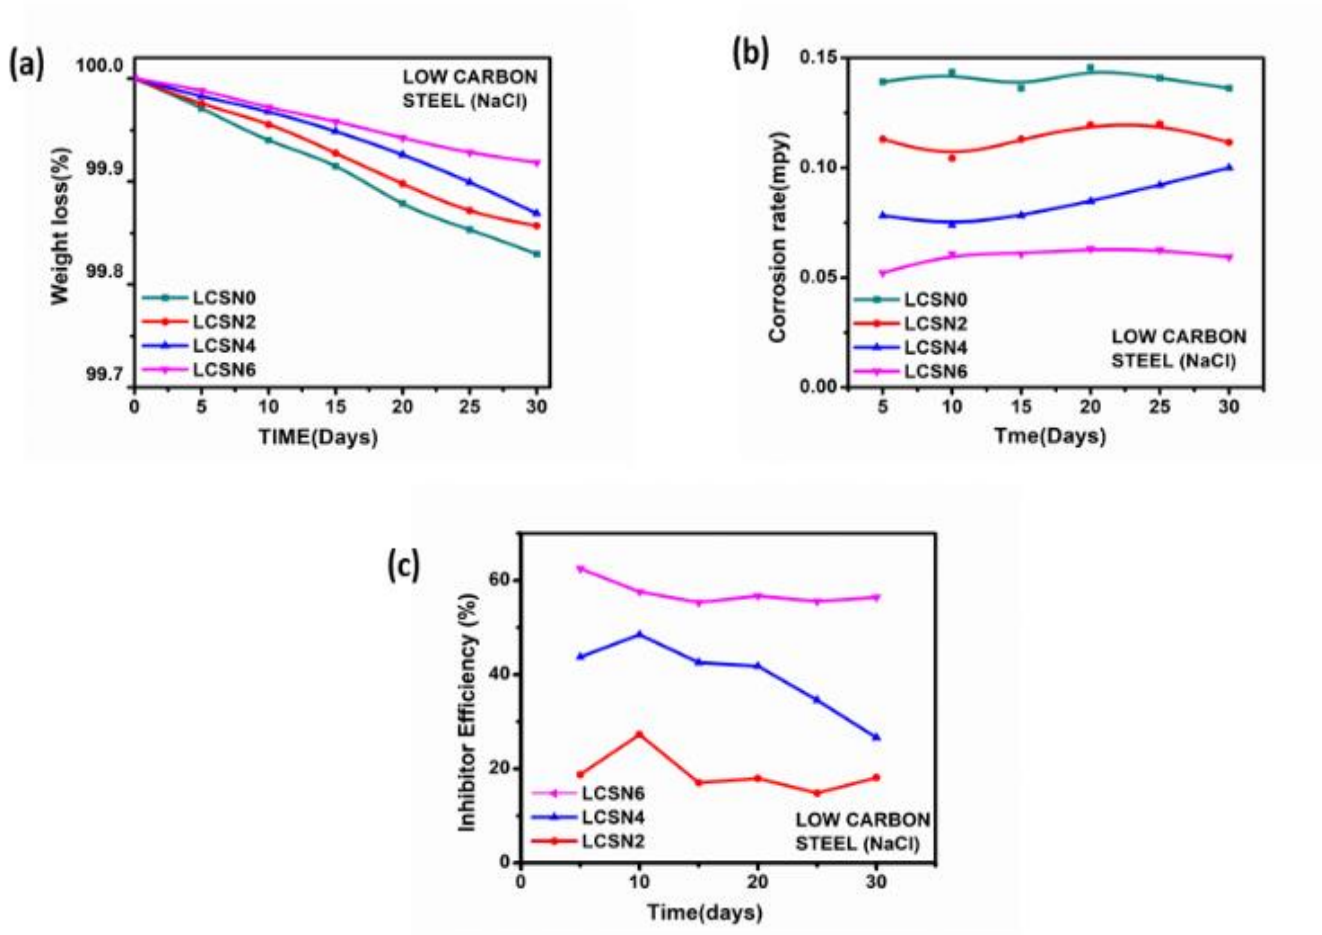 (a)
100.0
99.9
99.8
99.7
Weight loss(%)
LOW CARBON
STEEL (NaCl)
LCSN0
LCSN2
LCSN4
LCSN6
0 5 10 15 20 25 30
TIME(Days)
(b)
0.15
0.10
0.05
0.00
Corrosion rate(mpy)
LCSN0
LCSN2
LCSN4
LCSN6
LOW CARBON
STEEL (NaCl)
5 10 15 20 25 30
Tme(Days)
(c)
60
40
20
0
Inhibitor Efficiency (%)
LCSN6
LCSN4
LCSN2
LOW CARBON
STEEL (NaCl)
0 10 20 30
Time(days)